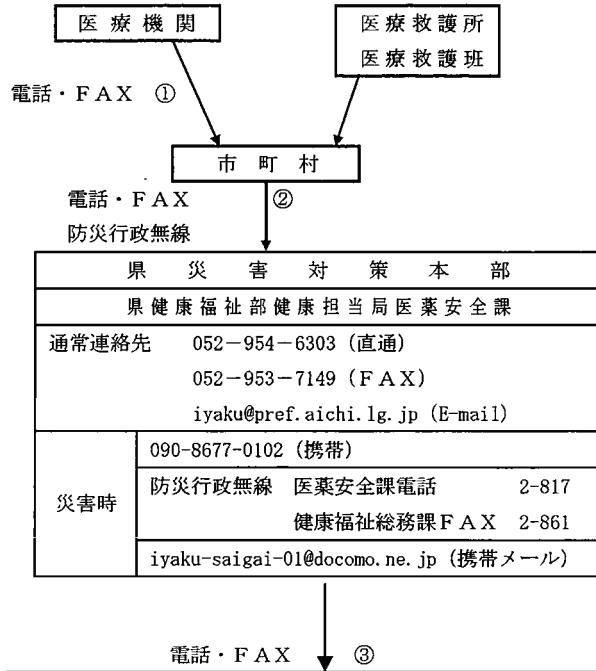 医療機関
医療救護所
医療救護班
電話・ＦＡＸ ①
市町村
電話・ＦＡＸ ②
防災行政無線
県災害対策本部
県健康福祉部健康担当局医薬安全課
通常連絡先 052－954－6303（直通）
052－953－7149（ＦＡＸ）
iyaku@pref.aichi.lg.jp（E-mail）
災害時
090-8677-0102（携帯）
防災行政無線 医薬安全課電話 2-817
健康福祉総務課ＦＡＸ 2-861
iyaku-saigai-01@docomo.ne.jp（携帯メール）
電話・ＦＡＸ ③